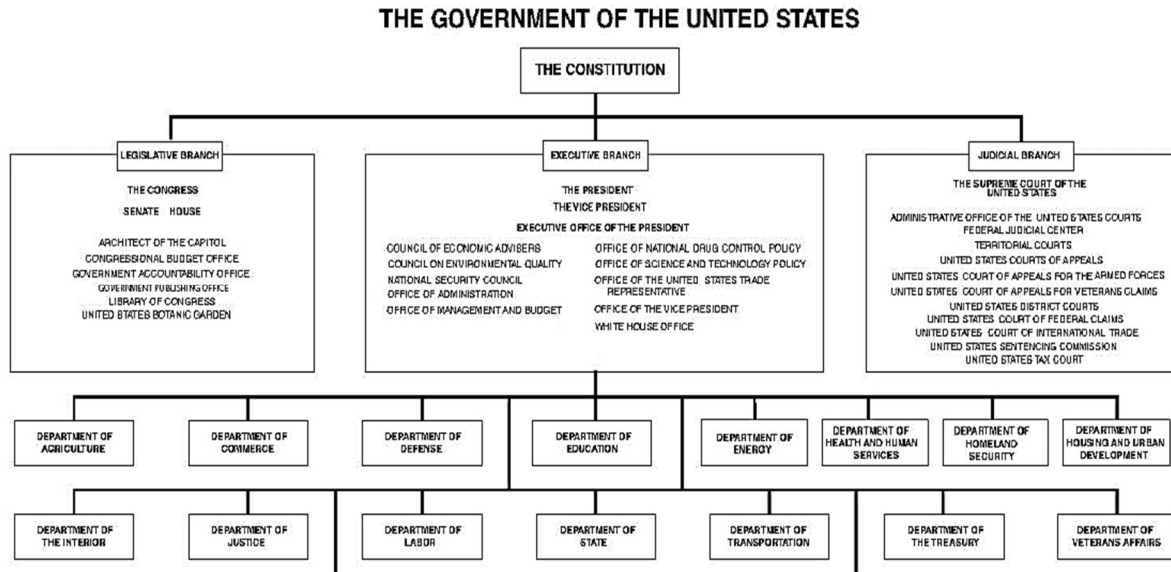 THE GOVERNMENT OF THE UNITED STATES
THE CONSTITUTION
LEGISLATIVE BRANCH
THE CONGRESS
SENATE HOUSE
ARCHITECT OF THE CAPITOL
CONGRESSIONAL BUDGET OFFICE
GOVERNMENT ACCOUNTABILITY OFFICE
GOVERNMENT PUBLISHING OFFICE
LIBRARY OF CONGRESS
UNITED STATES BOTANIC GARDEN
EXECUTIVE BRANCH
THE PRESIDENT
THE VICE PRESIDENT
EXECUTIVE OFFICE OF THE PRESIDENT
COUNCIL OF ECONOMIC ADVISERS
COUNCIL ON ENVIRONMENTAL QUALITY
NATIONAL SECURITY COUNCIL
OFFICE OF ADMINISTRATION
OFFICE OF MANAGEMENT AND BUDGET
OFFICE OF NATIONAL DRUG CONTROL POLICY
OFFICE OF SCIENCE AND TECHNOLOGY POLICY
OFFICE OF THE UNITED STATES TRADE
REPRESENTATIVE
OFFICE OF THE VICE PRESIDENT
WHITE HOUSE OFFICE
JUDICIAL BRANCH
THE SUPREME COURT OF THE
UNITED STATES
ADMINISTRATIVE OFFICE OF THE UNITED STATES COURTS
FEDERAL JUDICIAL CENTER
TERRITORIAL COURTS
UNITED STATES COURTS OF APPEALS
UNITED STATES COURT OF APPEALS FOR THE ARMED FORCES
UNITED STATES COURT OF APPEALS FOR VETERANS CLAIMS
UNITED STATES DISTRICT COURTS
UNITED STATES COURT OF FEDERAL CLAIMS
UNITED STATES COURT OF INTERNATIONAL TRADE
UNITED STATES SENTENCING COMMISSION
UNITED STATES TAX COURT
DEPARTMENT OF
AGRICULTURE
DEPARTMENT OF
COMMERCE
DEPARTMENT OF
DEFENSE
DEPARTMENT OF
EDUCATION
DEPARTMENT OF
ENERGY
DEPARTMENT OF
HEALTH AND HUMAN
SERVICES
DEPARTMENT OF
HOMELAND
SECURITY
DEPARTMENT OF
HOUSING AND URBAN
DEVELOPMENT
DEPARTMENT OF
THE INTERIOR
DEPARTMENT OF
JUSTICE
DEPARTMENT OF
LABOR
DEPARTMENT OF
STATE
DEPARTMENT OF
TRANSPORTATION
DEPARTMENT OF
THE TREASURY
DEPARTMENT OF
VETERANS AFFAIRS